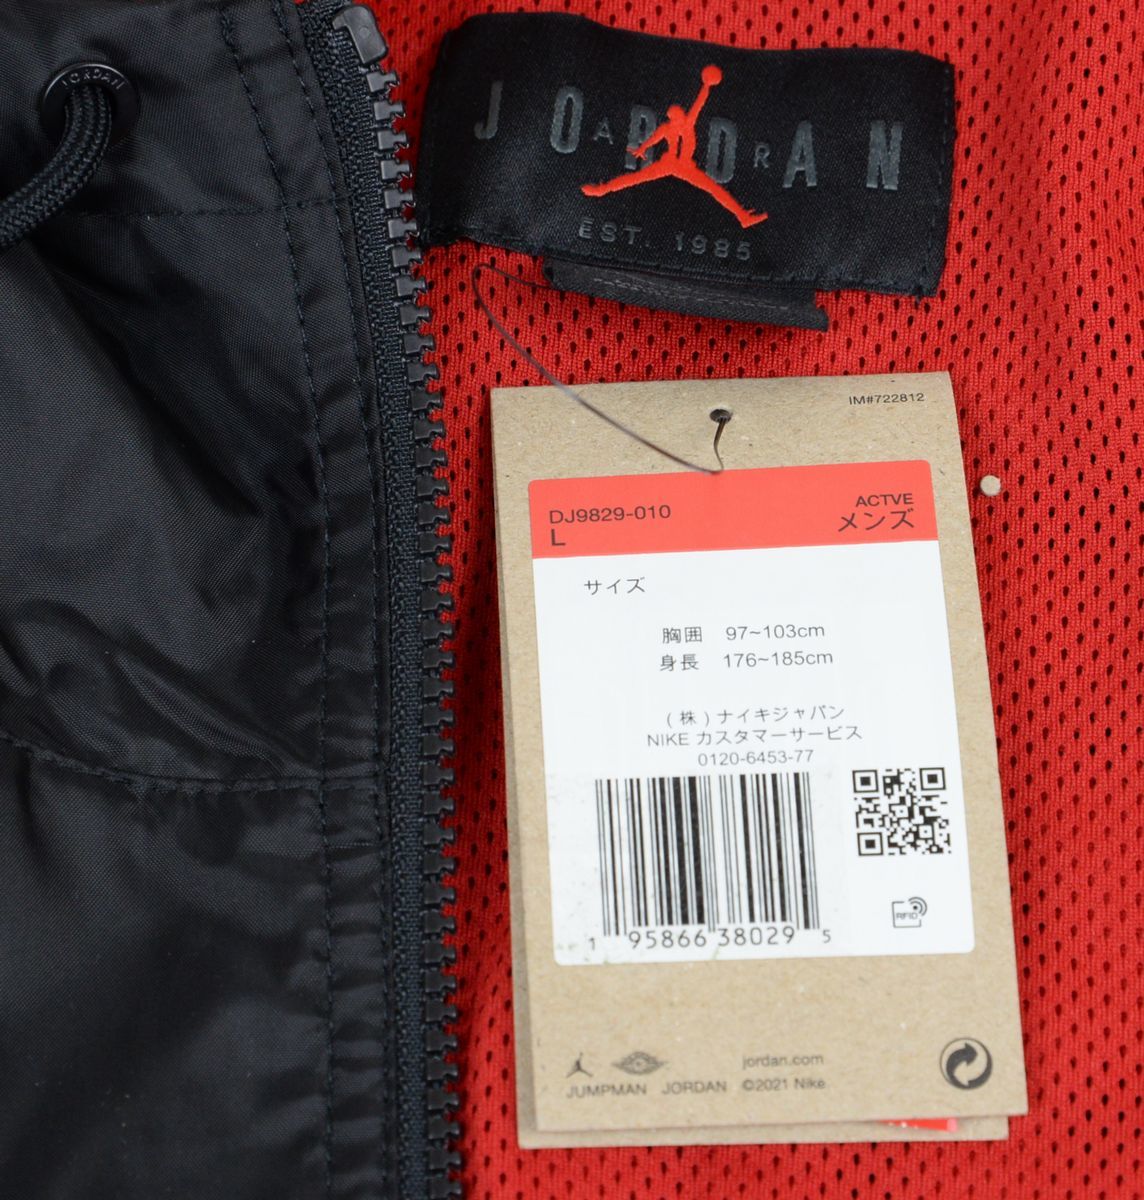 JORDAN
JORDAN
AIR
EST. 1985
IM#722812
DJ9829-010
L
ACTVE
メンズ
サイズ
胸囲 97~103cm
身長 176~185cm
(株)ナイキジャパン
NIKE カスタマーサービス
0120-6453-77
RFID
1 95866 38029 5
jordan.com
JUMPMAN JORDAN ©2021 Nike